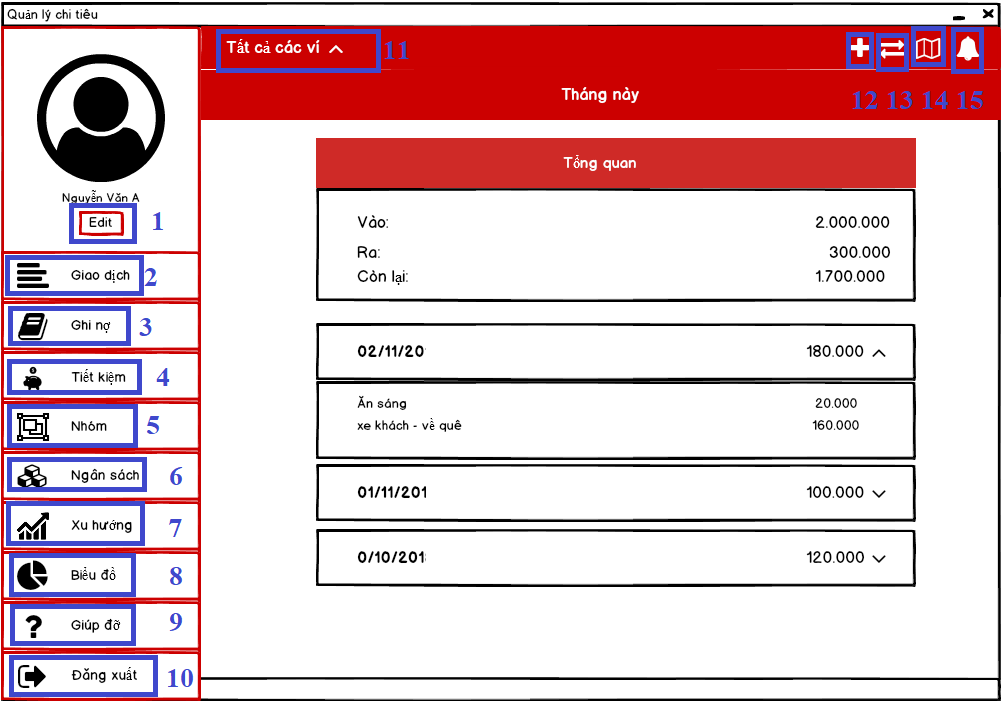 Quản lý chi tiêu
Tất cả các ví 11
12 13 14 15
Tháng này
Nguyễn Văn A
Edit 1
Giao dịch 2
Ghi nợ 3
Tiết kiệm 4
Nhóm 5
Ngân sách 6
Xu hướng 7
Biểu đồ 8
Giúp đỡ 9
Đăng xuất 10
Tổng quan
Vào: 2.000.000
Ra: 300.000
Còn lại: 1.700.000
02/11/20 180.000
Ăn sáng 20.000
xe khách - về quê 160.000
01/11/201 100.000
0/10/201 120.000